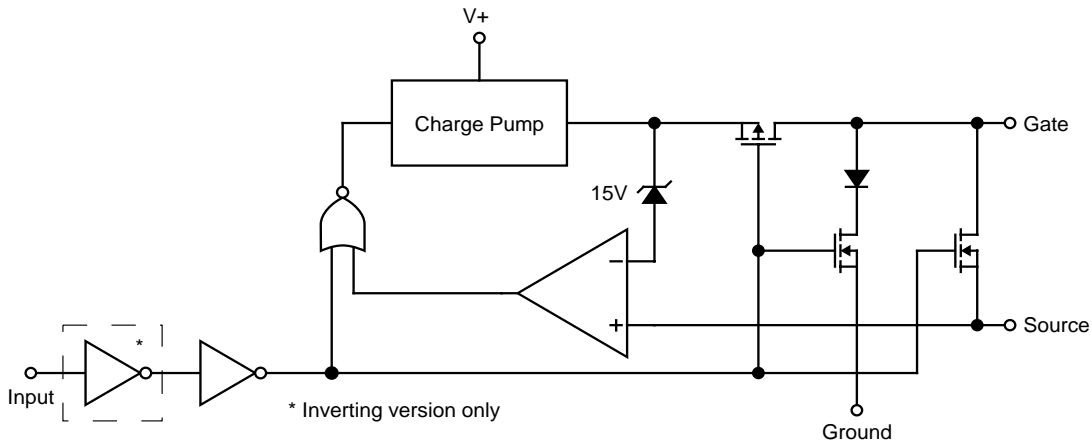 V+
Charge Pump
Gate
15V
−
+
Source
*
Input
* Inverting version only
Ground